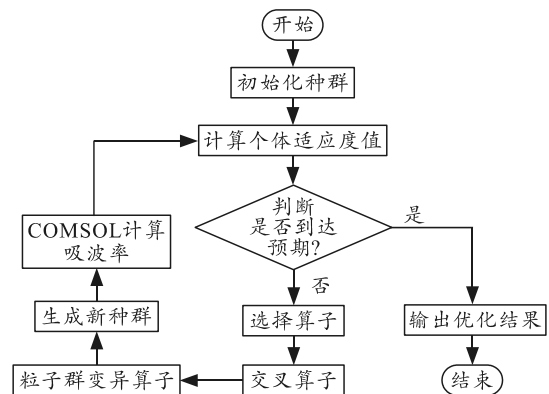 开始
初始化种群
计算个体适应度值
判断
是否到达
预期?
是
否
COMSOL计算
吸波率
生成新种群
选择算子
输出优化结果
粒子群变异算子
交叉算子
结束